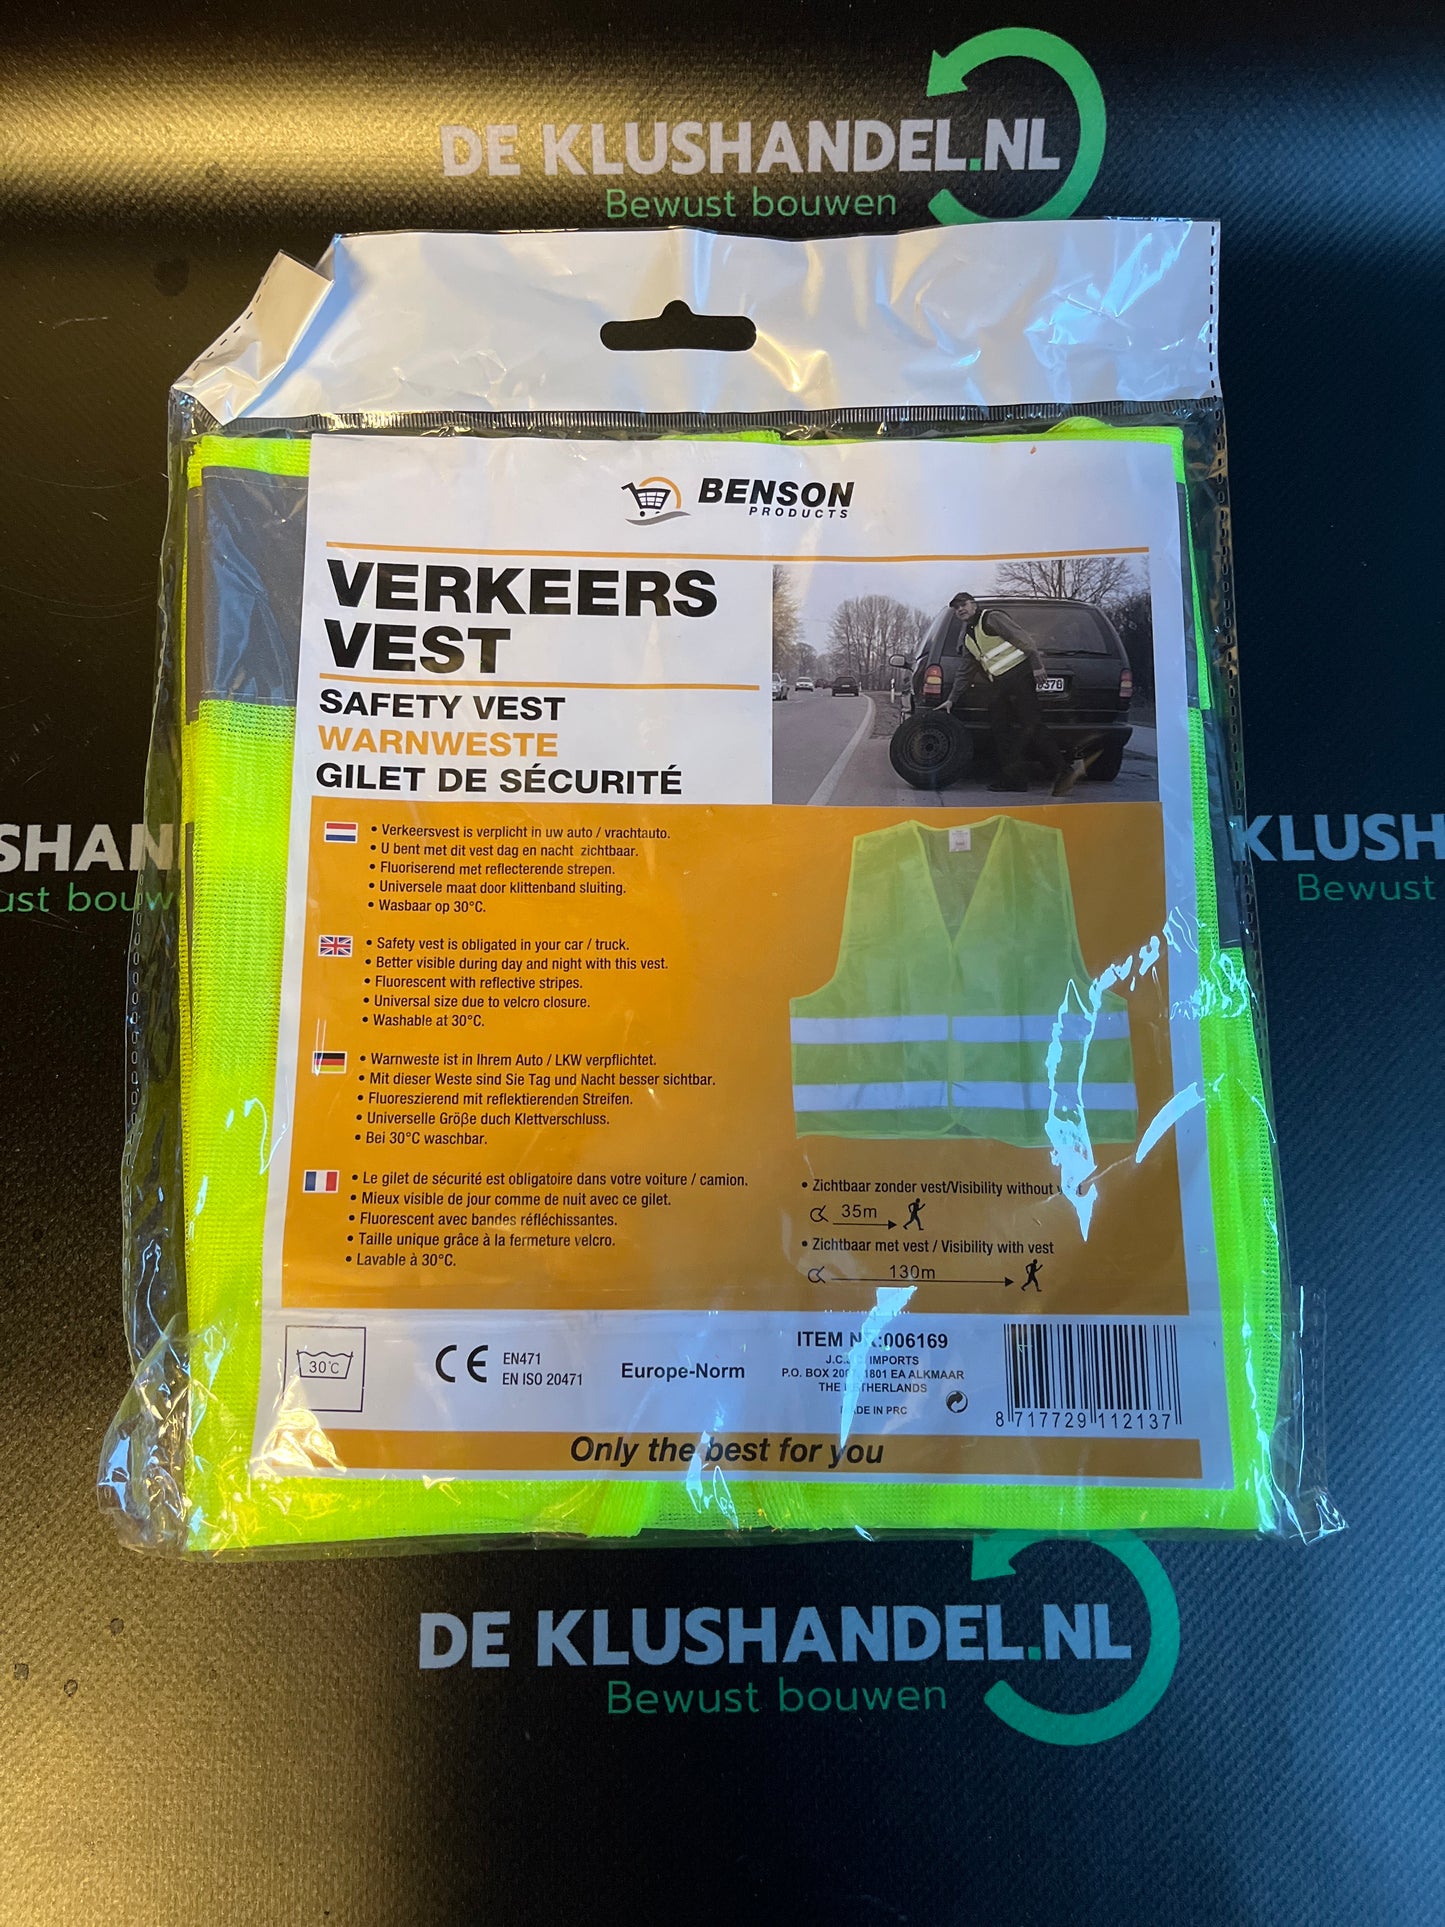 DE KLUSHANDEL.NL
Bewust bouwen
BENSON
PRODUCTS
VERKEERS
VEST
SAFETY VEST
WARNWESTE
GILET DE SÉCURITÉ
• Verkeersvest is verplicht in uw auto / vrachtauto.
• U bent met dit vest dag en nacht zichtbaar.
• Fluoriserend met reflecterende strepen.
• Universele maat door klittenband sluiting.
• Wasbaar op 30°C.
• Safety vest is obligated in your car / truck.
• Better visible during day and night with this vest.
• Fluorescent with reflective stripes.
• Universal size due to velcro closure.
• Washable at 30°C.
• Warnweste ist in Ihrem Auto / LKW verpflichtet.
• Mit dieser Weste sind Sie Tag und Nacht besser sichtbar.
• Fluoreszierend mit reflektierenden Streifen.
• Universelle Größe duch Klettverschluss.
• Bei 30°C waschbar.
• Le gilet de sécurité est obligatoire dans votre voiture / camion.
• Mieux visible de jour comme de nuit avec ce gilet.
• Fluorescent avec bandes réfléchissantes.
• Taille unique grâce à la fermeture velcro.
• Lavable à 30°C.
• Zichtbaar zonder vest/Visibility without
35m
• Zichtbaar met vest / Visibility with vest
130m
30°C
CE
EN471
EN ISO 20471
Europe-Norm
ITEM NR.:006169
IMPORTS
P.O. BOX 1801 EA ALKMAAR
THE NETHERLANDS
MADE IN PRC
8 717729 112137
Only the best for you
SHAN
ust bouw
KLUSH
Bewust
DE KLUSHANDEL.NL
Bewust bouwen